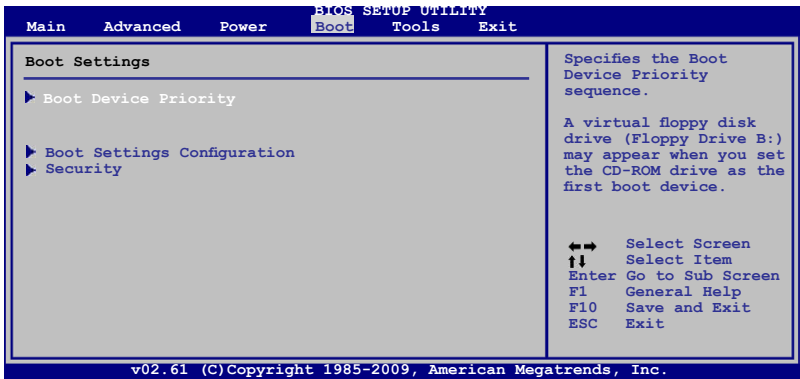 BIOS SETUP UTILITY
Main Advanced Power Boot Tools Exit
Boot Settings
Boot Device Priority
Boot Settings Configuration
Security
Specifies the Boot
Device Priority
sequence.
A virtual floppy disk
drive (Floppy Drive B:)
may appear when you set
the CD-ROM drive as the
first boot device.
Select Screen
Select Item
Enter Go to Sub Screen
F1 General Help
F10 Save and Exit
ESC Exit
v02.61 (C)Copyright 1985-2009, American Megatrends, Inc.